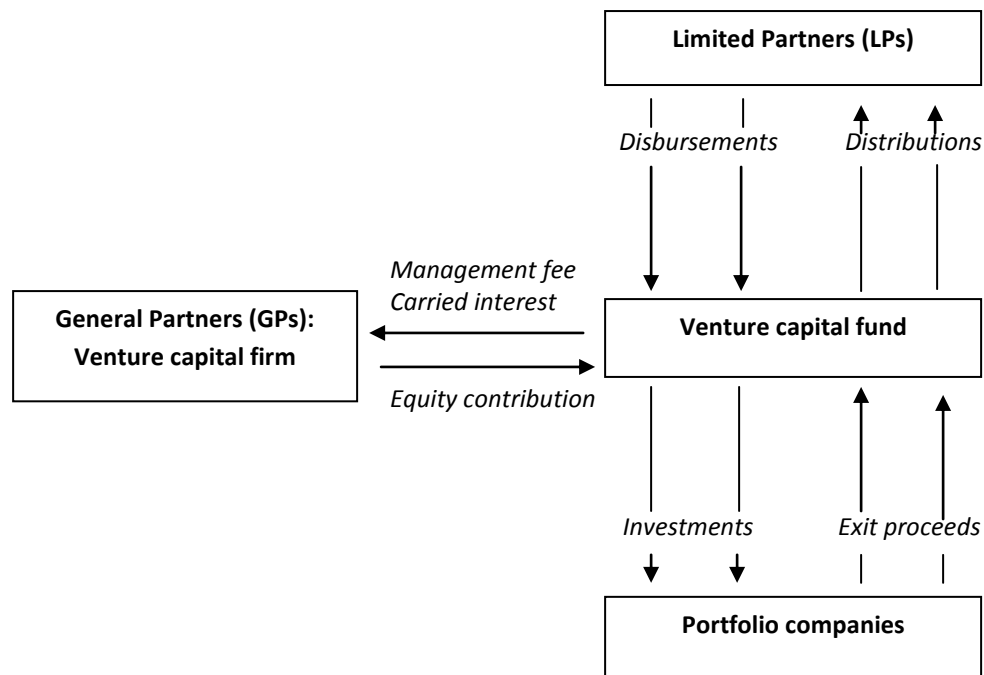 Limited Partners (LPs)
Disbursements
Distributions
Management fee
Carried interest
General Partners (GPs):
Venture capital firm
Venture capital fund
Equity contribution
Investments
Exit proceeds
Portfolio companies